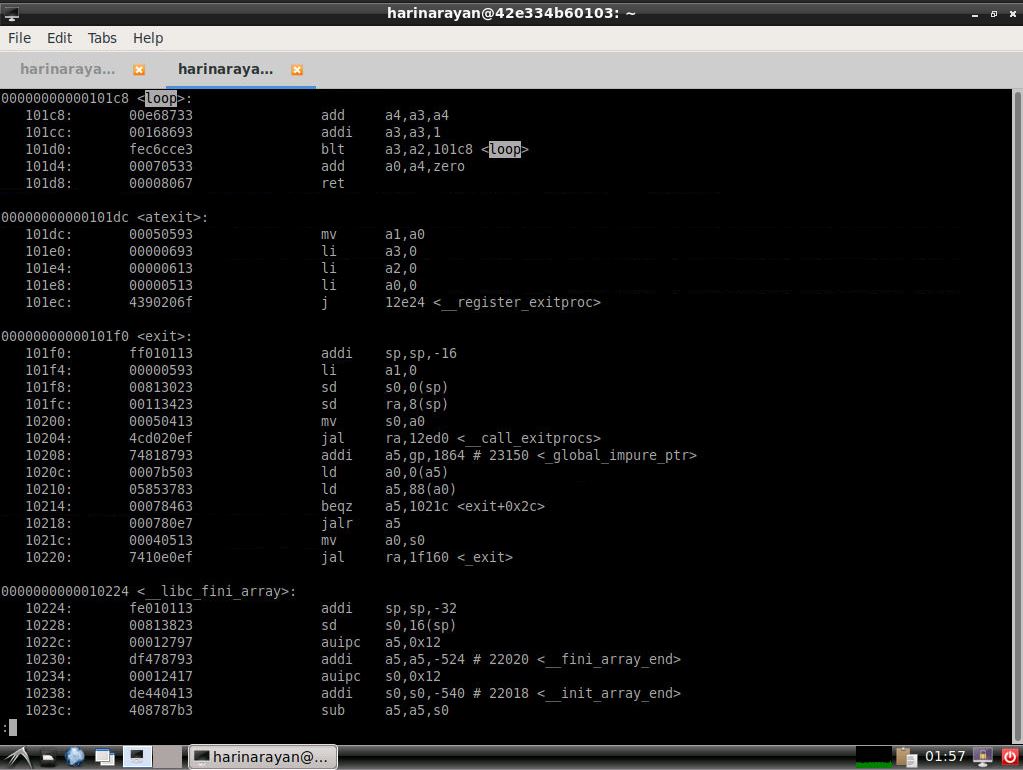 harinarayan@42e334b60103: ~
File Edit Tabs Help
harinaraya... harinaraya...
00000000000101c8 <loop>:
101c8: 00e68733 add a4,a3,a4
101cc: 00168693 addi a3,a3,1
101d0: fec6cce3 blt a3,a2,101c8 <loop>
101d4: 00070533 add a0,a4,zero
101d8: 00008067 ret
00000000000101dc <atexit>:
101dc: 00050593 mv a1,a0
101e0: 00000693 li a3,0
101e4: 00000613 li a2,0
101e8: 00000513 li a0,0
101ec: 4390206f j 12e24 <__register_exitproc>
00000000000101f0 <exit>:
101f0: ff010113 addi sp,sp,-16
101f4: 00000593 li a1,0
101f8: 00813023 sd s0,0(sp)
101fc: 00113423 sd ra,8(sp)
10200: 00050413 mv s0,a0
10204: 4cd020ef jal ra,12ed0 <__call_exitprocs>
10208: 74818793 addi a5,gp,1864 # 23150 <_global_impure_ptr>
1020c: 0007b503 ld a0,0(a5)
10210: 05853783 ld a5,88(a0)
10214: 00078463 beqz a5,1021c <exit+0x2c>
10218: 000780e7 jalr a5
1021c: 00040513 mv a0,s0
10220: 7410e0ef jal ra,1f160 <_exit>
0000000000010224 <__libc_fini_array>:
10224: fe010113 addi sp,sp,-32
10228: 00813823 sd s0,16(sp)
1022c: 00012797 auipc a5,0x12
10230: df478793 addi a5,a5,-524 # 22020 <__fini_array_end>
10234: 00012417 auipc s0,0x12
10238: de440413 addi s0,s0,-540 # 22018 <__init_array_end>
1023c: 408787b3 sub a5,a5,s0
:
harinarayan@... 01:57